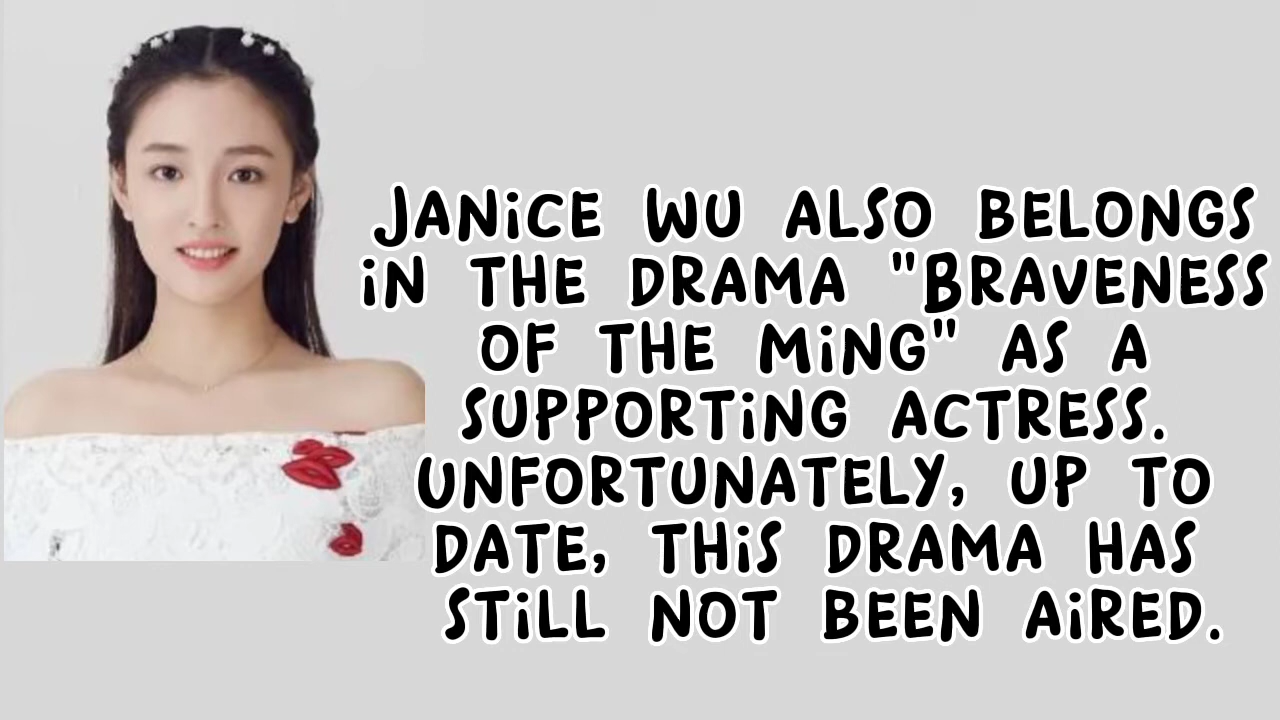 JANiCE WU ALSO BELONGS
iN THE DRAMA "BRAVENESS
OF THE MiNG" AS A
SUPPORTiNG ACTRESS.
UNFORTUNATELY, UP TO
DATE, THiS DRAMA HAS
STiLL NOT BEEN AiRED.